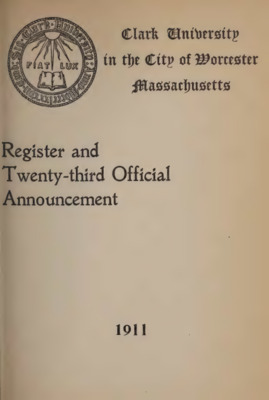 FIAT LUX
Clark University
in the City of Worcester
Massachusetts
Register and
Twenty-third Official
Announcement
1911